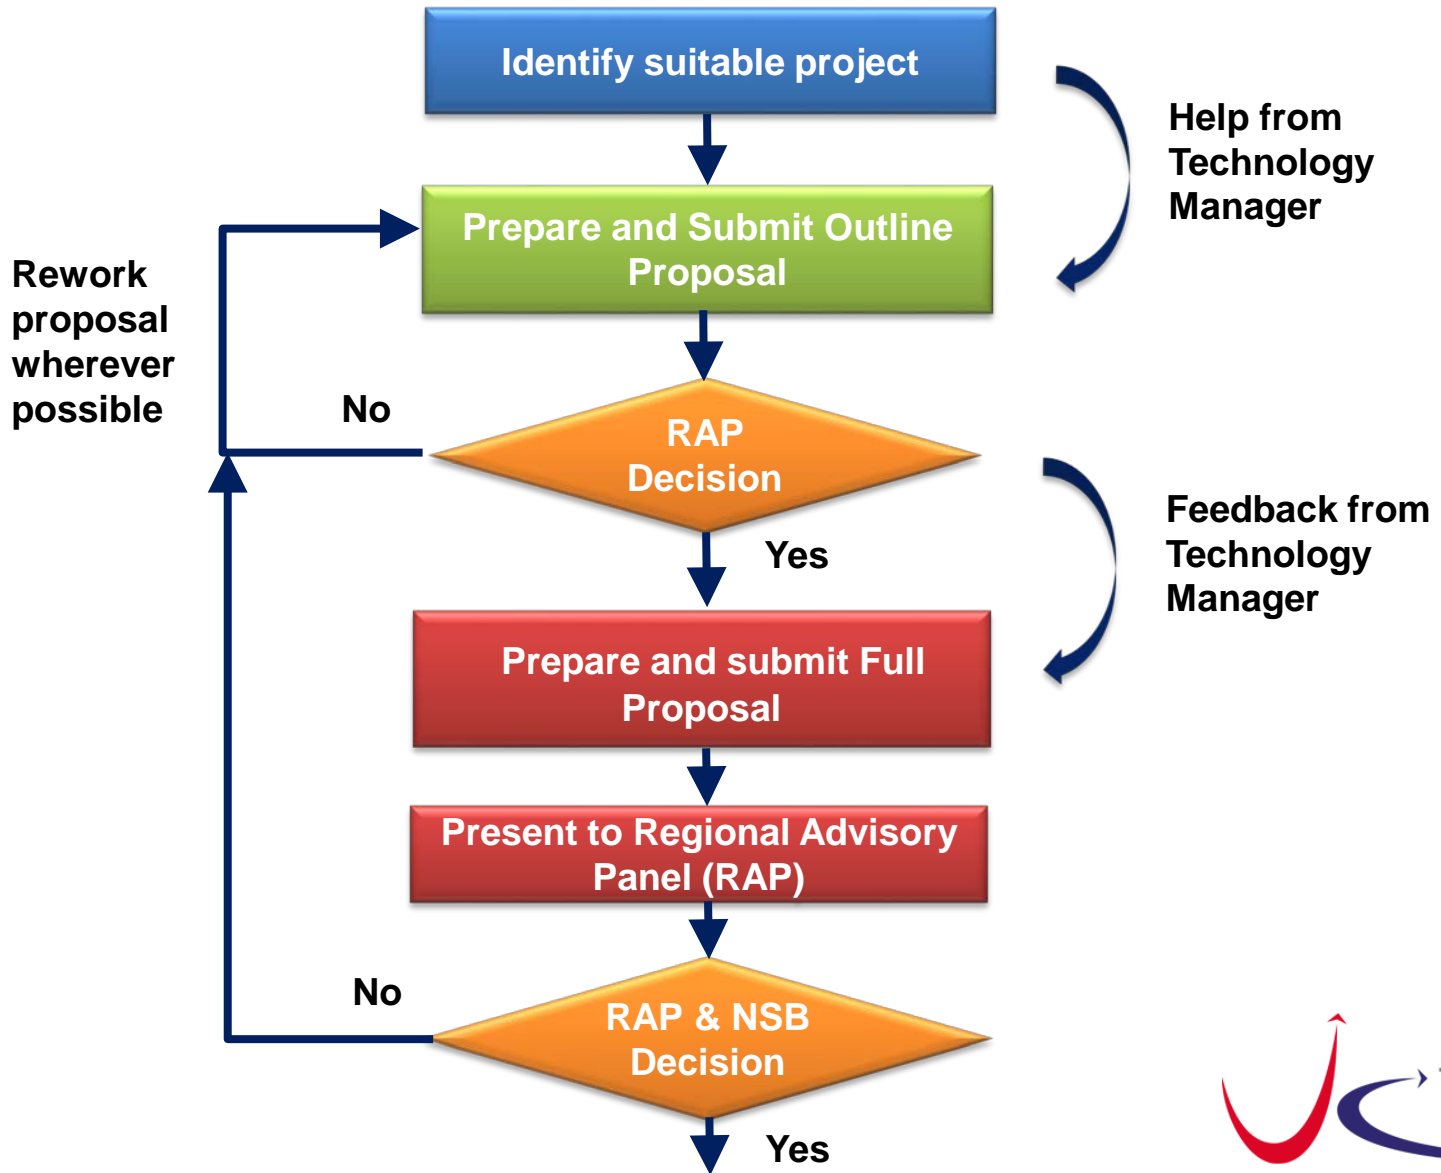 Identify suitable project
Help from
Technology
Manager
Prepare and Submit Outline
Proposal
Rework
proposal
wherever
possible
No
RAP
Decision
Yes
Feedback from
Technology
Manager
Prepare and submit Full
Proposal
Present to Regional Advisory
Panel (RAP)
No
RAP & NSB
Decision
Yes